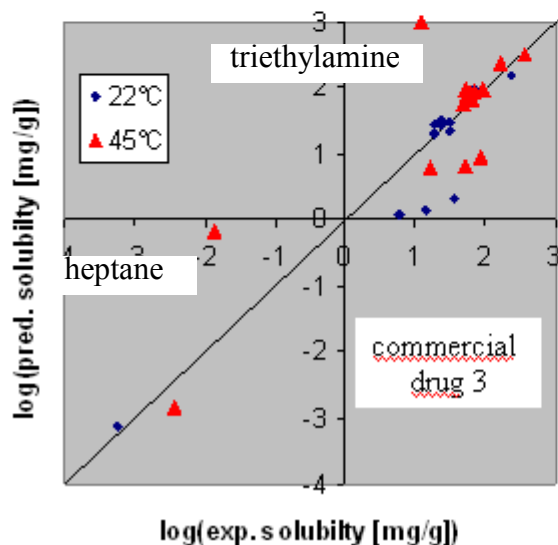 log(pred. solubilty [mg/g])
3
triethylamine
22°C
45°C
2
1
0
-2 -1 0 1 2 3
heptane
-1
-2
commercial
drug 3
-3
-4
log(exp. solubilty [mg/g])